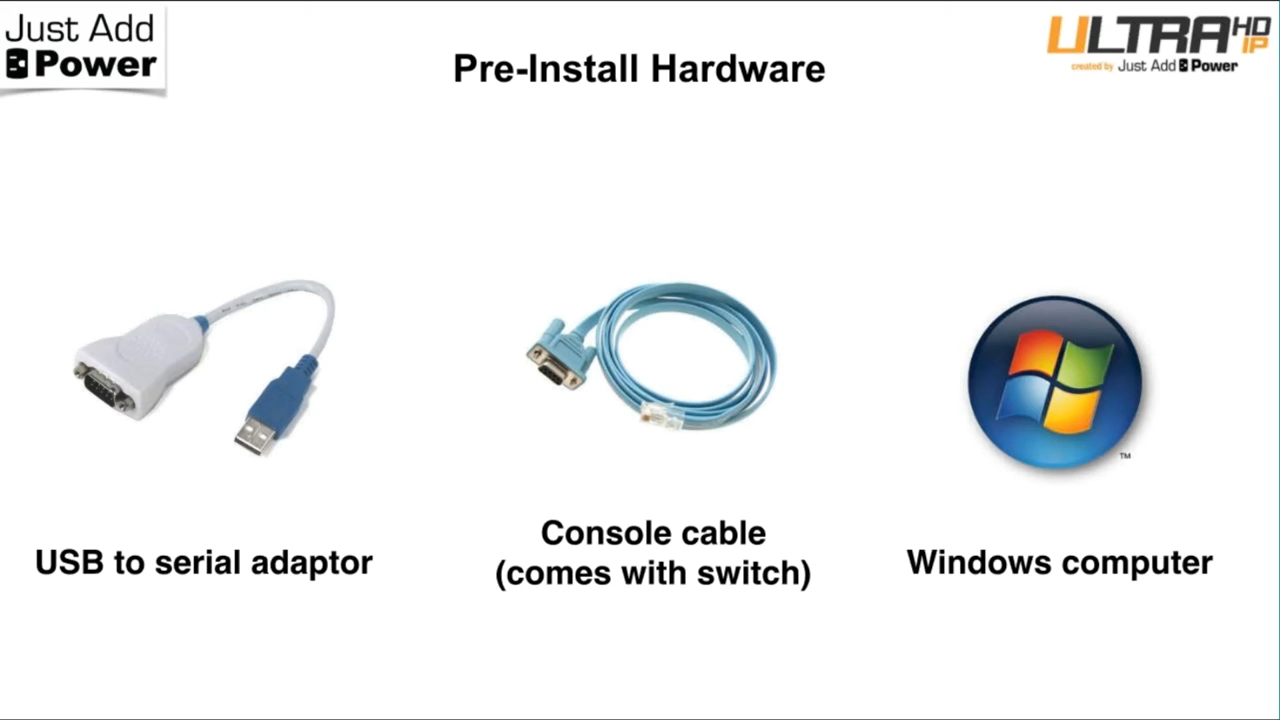 Just Add
Power
Pre-Install Hardware
ULTRA HD IP
created by Just Add Power
TM
USB to serial adaptor
Console cable
(comes with switch)
Windows computer